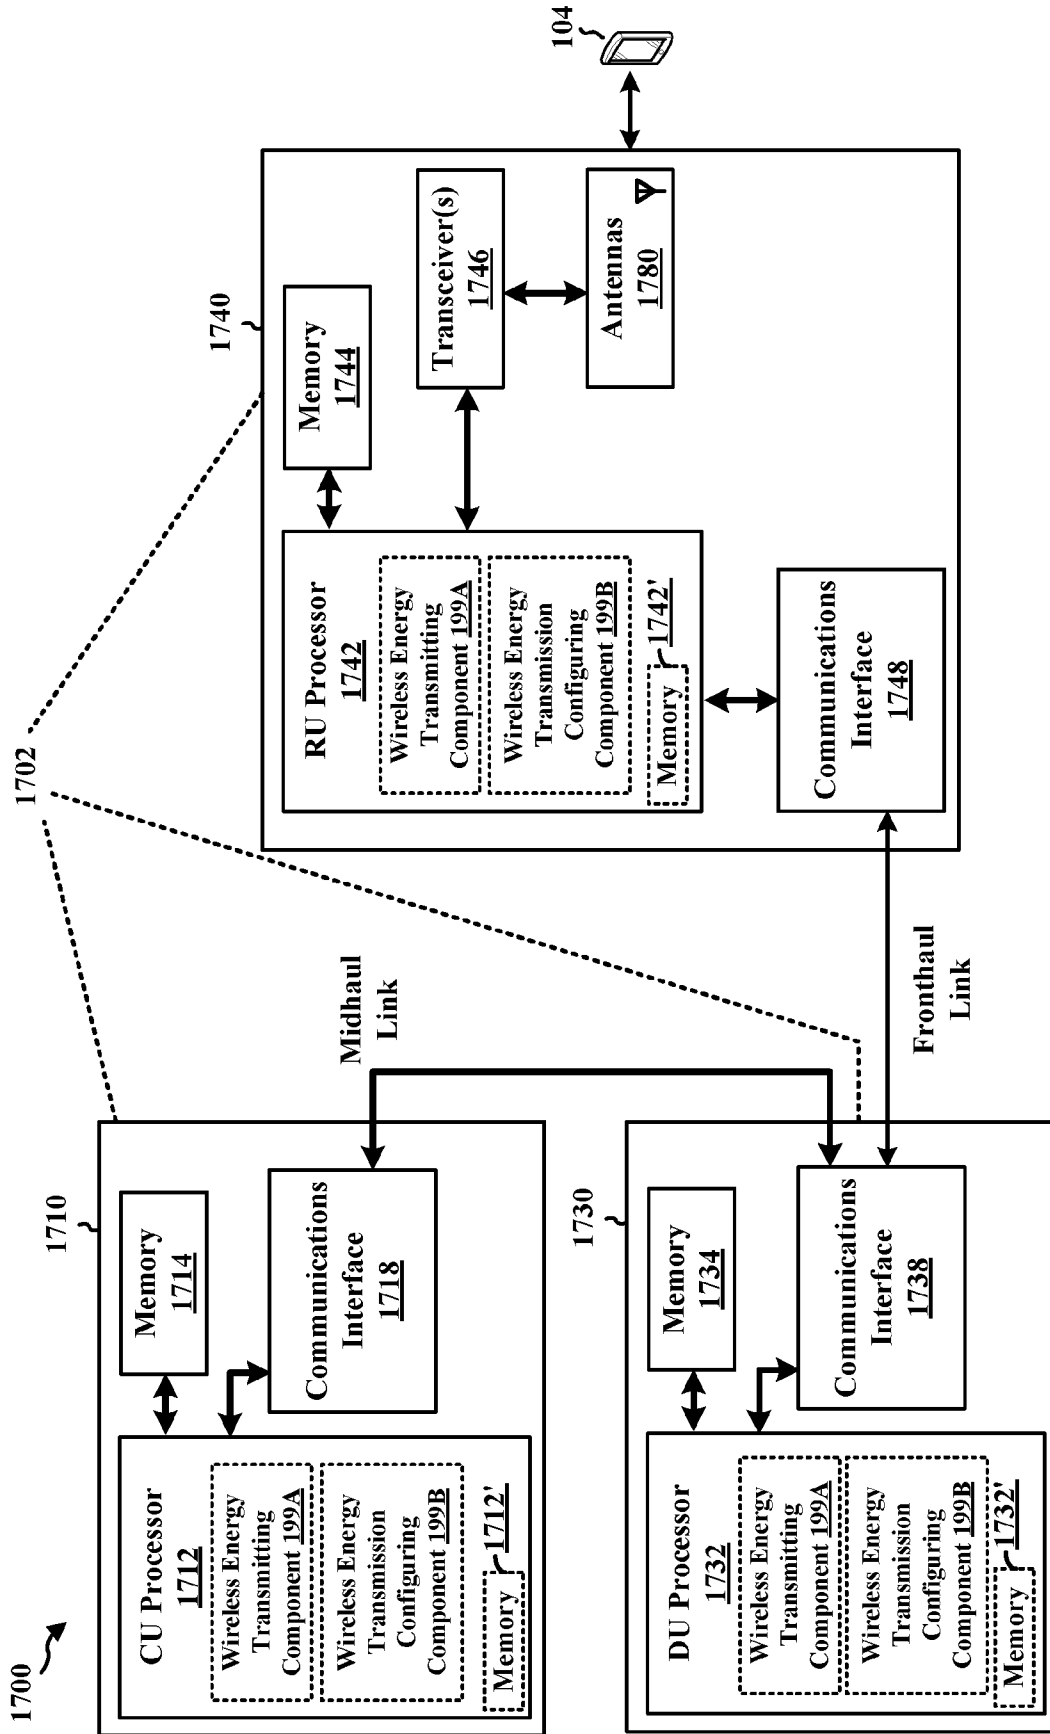 1700
1702
1710
CU Processor
1712
Wireless Energy
Transmitting
Component 199A
Wireless Energy
Transmission
Configuring
Component 199B
Memory
1712'
Memory
1714
Communications
Interface
1718
Midhaul
Link
1730
DU Processor
1732
Wireless Energy
Transmitting
Component 199A
Wireless Energy
Transmission
Configuring
Component 199B
Memory
1732'
Memory
1734
Communications
Interface
1738
Fronthaul
Link
1740
RU Processor
1742
Wireless Energy
Transmitting
Component 199A
Wireless Energy
Transmission
Configuring
Component 199B
Memory
1742'
Memory
1744
Transceiver(s)
1746
Antennas
1780
Communications
Interface
1748
104